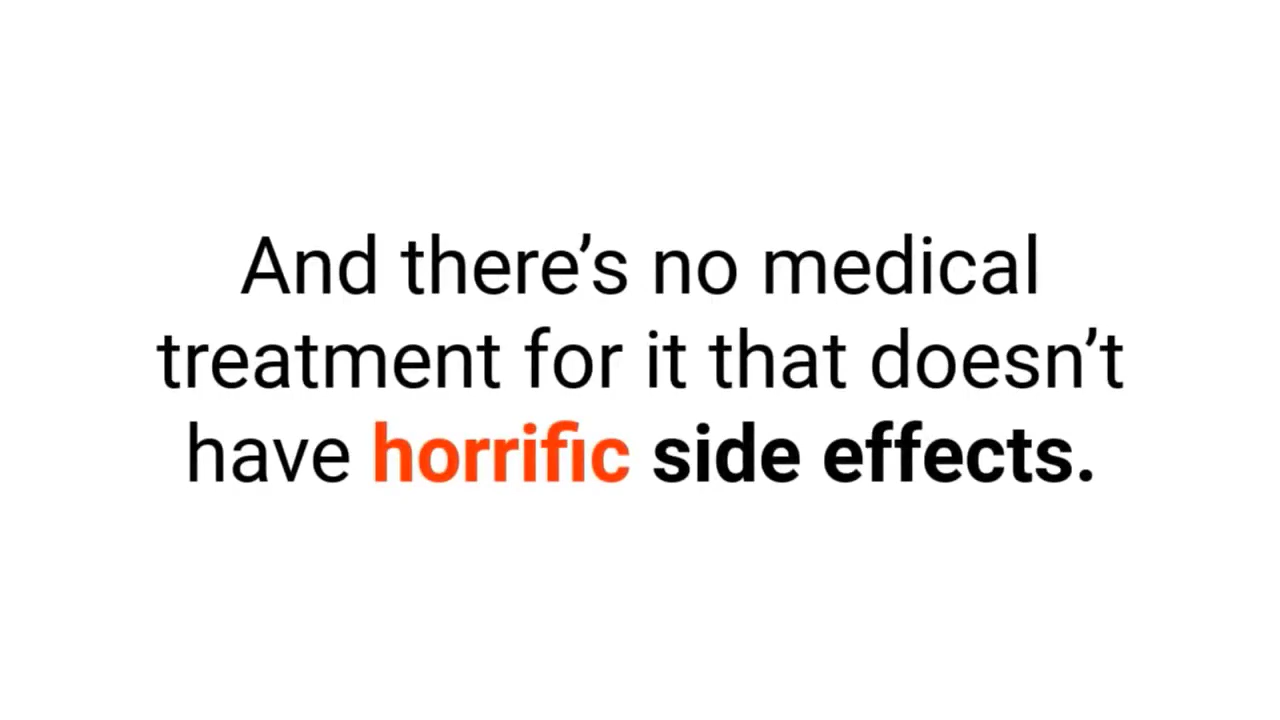 And there’s no medical
treatment for it that doesn’t
have horrific side effects.